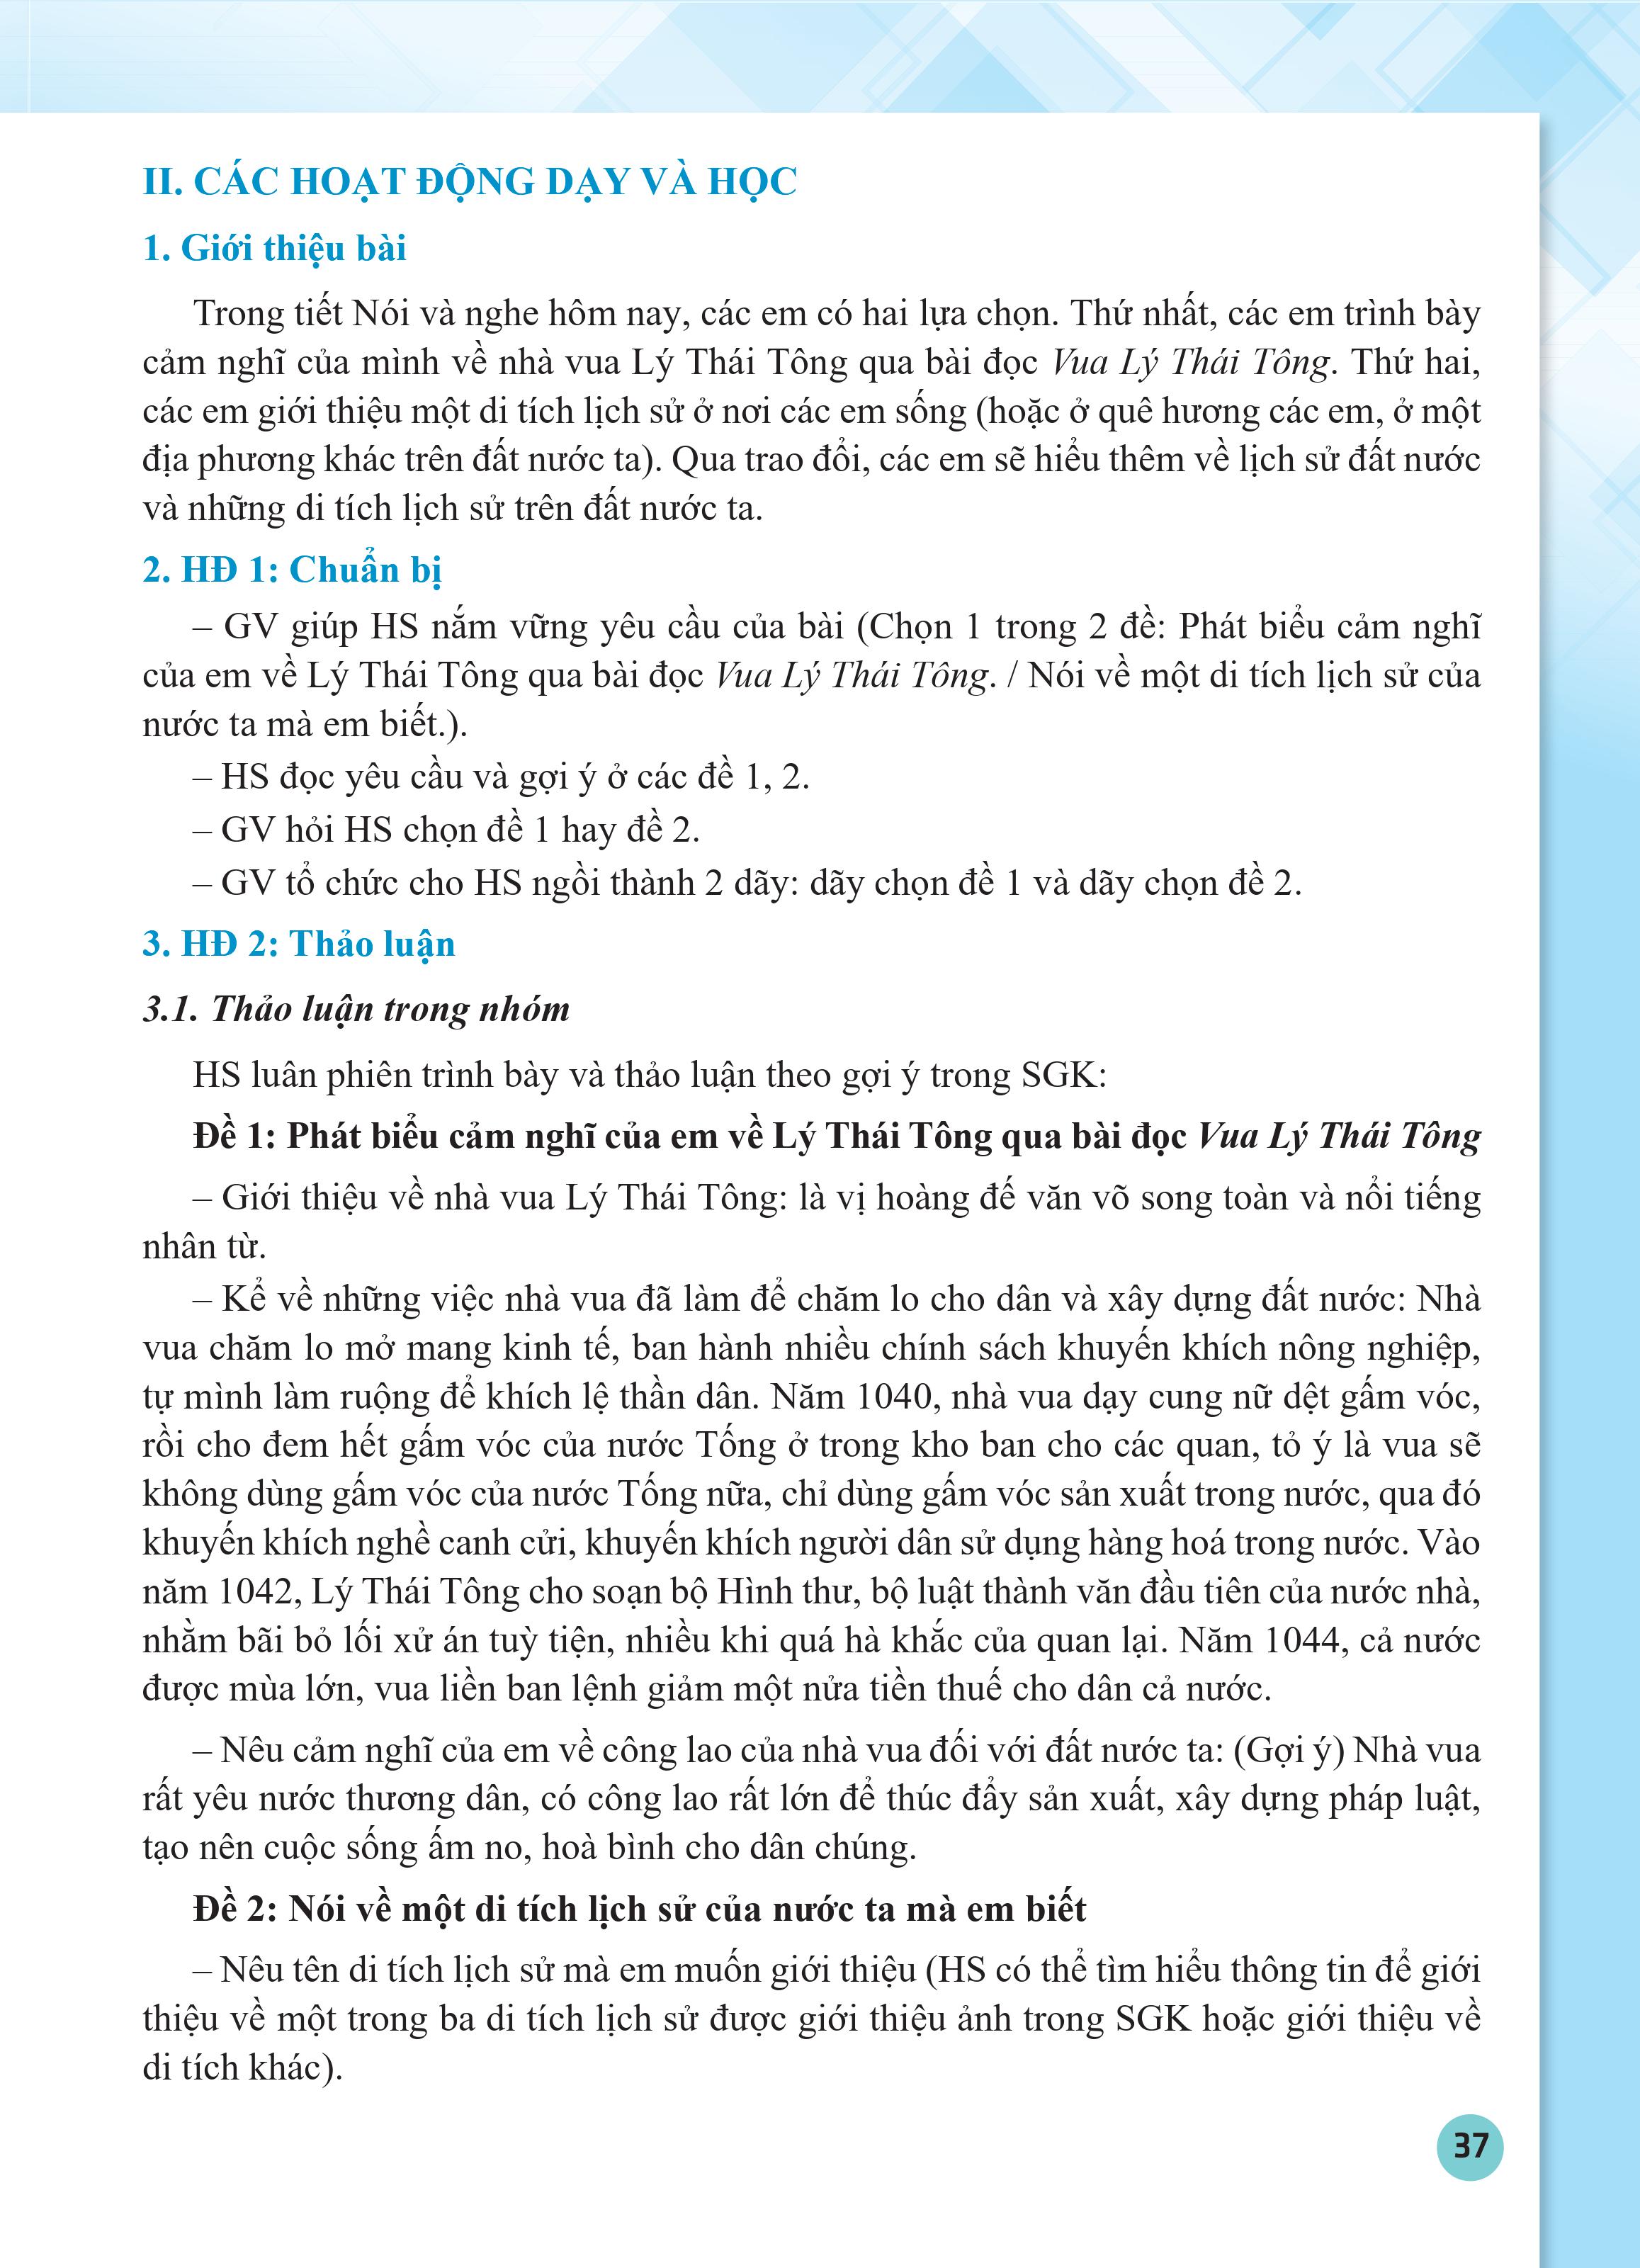 II. CÁC HOẠT ĐỘNG DẠY VÀ HỌC
1. Giới thiệu bài
Trong tiết Nói và nghe hôm nay, các em có hai lựa chọn. Thứ nhất, các em trình bày
cảm nghĩ của mình về nhà vua Lý Thái Tông qua bài đọc Vua Lý Thái Tông. Thứ hai,
các em giới thiệu một di tích lịch sử ở nơi các em sống (hoặc ở quê hương các em, ở một
địa phương khác trên đất nước ta). Qua trao đổi, các em sẽ hiểu thêm về lịch sử đất nước
và những di tích lịch sử trên đất nước ta.
2. HĐ 1: Chuẩn bị
– GV giúp HS nắm vững yêu cầu của bài (Chọn 1 trong 2 đề: Phát biểu cảm nghĩ
của em về Lý Thái Tông qua bài đọc Vua Lý Thái Tông. / Nói về một di tích lịch sử của
nước ta mà em biết.).
– HS đọc yêu cầu và gợi ý ở các đề 1, 2.
– GV hỏi HS chọn đề 1 hay đề 2.
– GV tổ chức cho HS ngồi thành 2 dãy: dãy chọn đề 1 và dãy chọn đề 2.
3. HĐ 2: Thảo luận
3.1. Thảo luận trong nhóm
HS luân phiên trình bày và thảo luận theo gợi ý trong SGK:
Đề 1: Phát biểu cảm nghĩ của em về Lý Thái Tông qua bài đọc Vua Lý Thái Tông
– Giới thiệu về nhà vua Lý Thái Tông: là vị hoàng đế văn võ song toàn và nổi tiếng
nhân từ.
– Kể về những việc nhà vua đã làm để chăm lo cho dân và xây dựng đất nước: Nhà
vua chăm lo mở mang kinh tế, ban hành nhiều chính sách khuyến khích nông nghiệp,
tự mình làm ruộng để khích lệ thần dân. Năm 1040, nhà vua dạy cung nữ dệt gấm vóc,
rồi cho đem hết gấm vóc của nước Tống ở trong kho ban cho các quan, tỏ ý là vua sẽ
không dùng gấm vóc của nước Tống nữa, chỉ dùng gấm vóc sản xuất trong nước, qua đó
khuyến khích nghề canh cửi, khuyến khích người dân sử dụng hàng hoá trong nước. Vào
năm 1042, Lý Thái Tông cho soạn bộ Hình thư, bộ luật thành văn đầu tiên của nước nhà,
nhằm bãi bỏ lối xử án tuỳ tiện, nhiều khi quá hà khắc của quan lại. Năm 1044, cả nước
được mùa lớn, vua liền ban lệnh giảm một nửa tiền thuế cho dân cả nước.
– Nêu cảm nghĩ của em về công lao của nhà vua đối với đất nước ta: (Gợi ý) Nhà vua
rất yêu nước thương dân, có công lao rất lớn để thúc đẩy sản xuất, xây dựng pháp luật,
tạo nên cuộc sống ấm no, hoà bình cho dân chúng.
Đề 2: Nói về một di tích lịch sử của nước ta mà em biết
– Nêu tên di tích lịch sử mà em muốn giới thiệu (HS có thể tìm hiểu thông tin để giới
thiệu về một trong ba di tích lịch sử được giới thiệu ảnh trong SGK hoặc giới thiệu về
di tích khác).
37